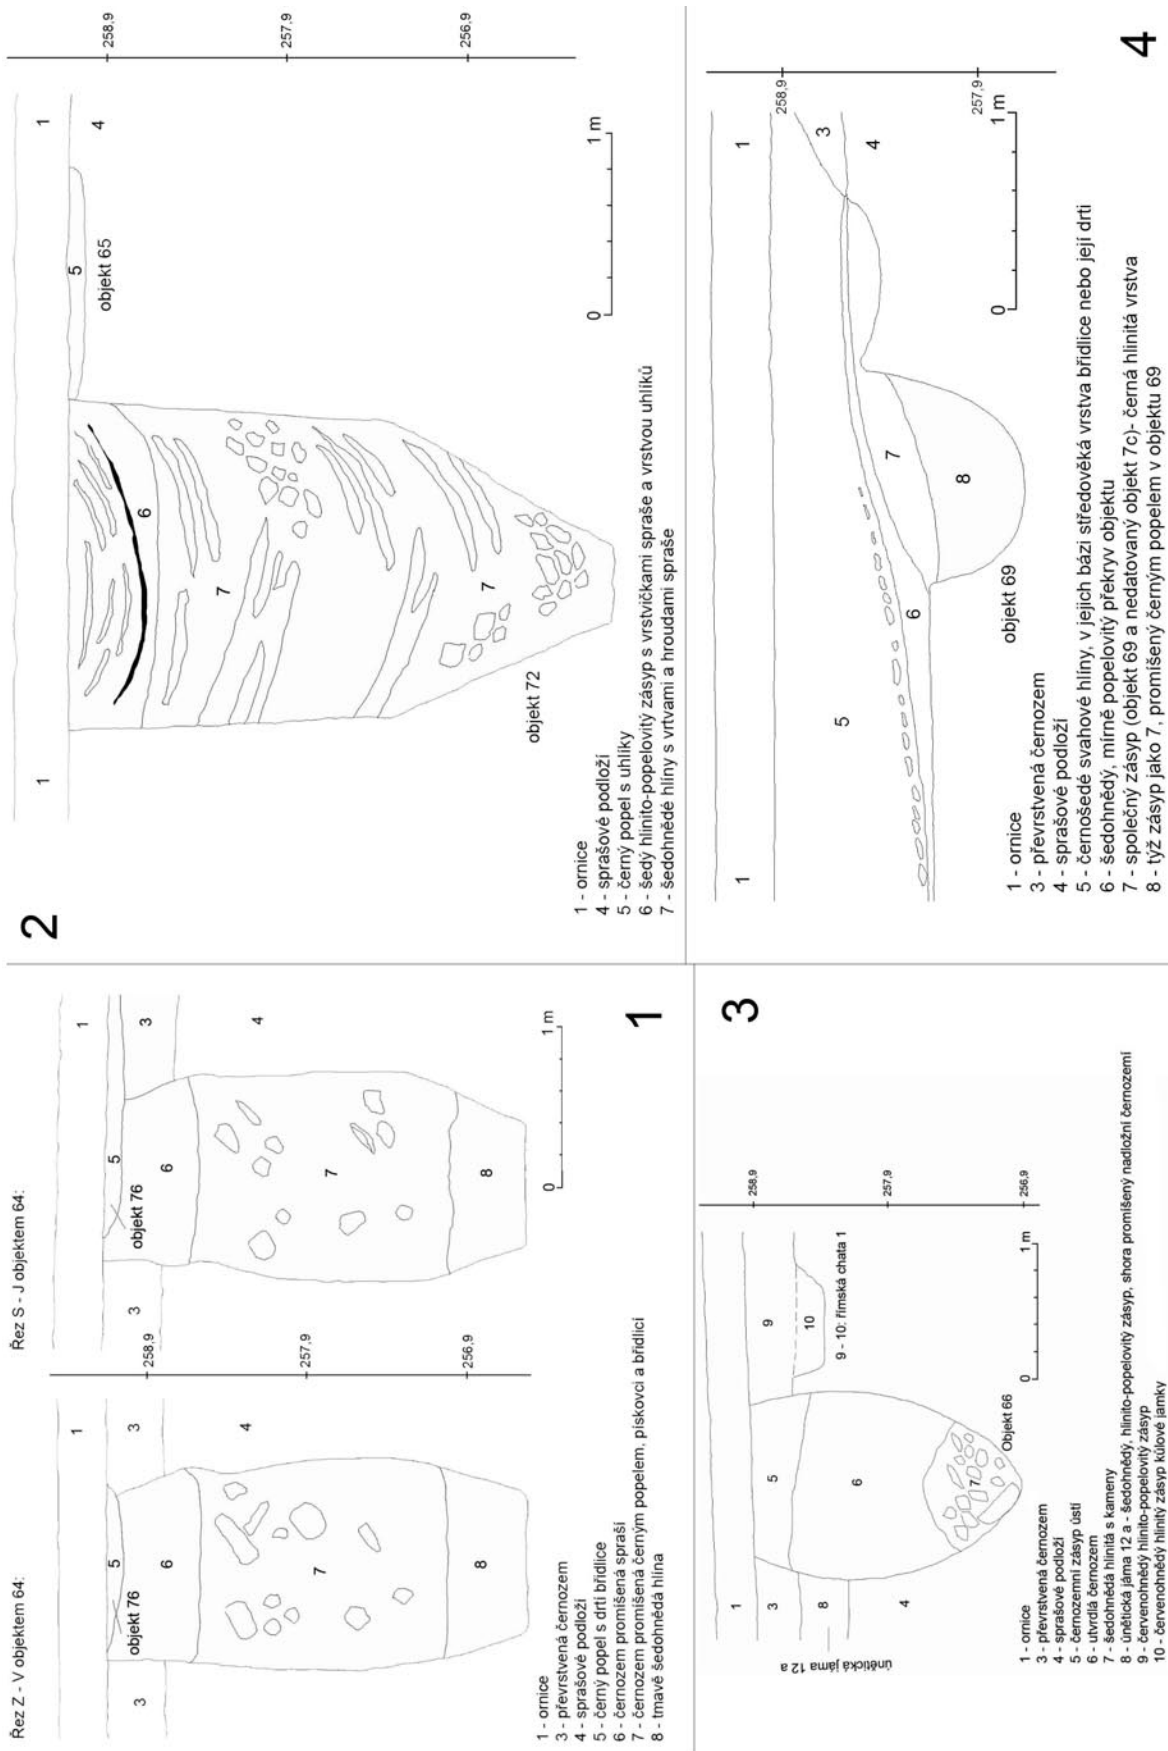 Řez Z - V objektem 64:
Řez S - J objektem 64:
1
3
5
objekt 76
6
3
4
7
8
258,9
257,9
256,9
3
5
objekt 76
6
1
3
4
7
8
0
1 m
1 - ornice
3 - převrstvená černozem
4 - sprašové podloží
5 - černý popel s drtí břidlice
6 - černozem promíšená spraší
7 - černozem promíšená černým popelem, pískovci a břidlicí
8 - tmavě šedohnědá hlína
1
2
1
1
4
5
objekt 65
6
7
7
objekt 72
258,9
257,9
256,9
0
1 m
1 - ornice
4 - sprašové podloží
5 - černý popel s uhlíky
6 - šedý hlinito-popelovitý zásyp s vrstvičkami spraše a vrstvou uhlíků
7 - šedohnědé hlíny s vrtvami a hroudami spraše
3
1
3
8
4
únětická jáma 12 a
5
6
7
Objekt 66
9
10
9 - 10: římská chata 1
258,9
257,9
256,9
0
1 m
1 - ornice
3 - převrstvená černozem
4 - sprašové podloží
5 - černozemní zásyp ústí
6 - utvrdlá černozem
7 - šedohnědá hlinitá s kameny
8 - únětická jáma 12 a - šedohnědý, hlinito-popelovitý zásyp, shora promíšený nadložní černozemí
9 - červenohnědý hlinito-popelovitý zásyp
10 - červenohnědý hlinitý zásyp kúlové jamky
4
1
1
3
4
5
6
7
8
objekt 69
258,9
257,9
0
1 m
1 - ornice
3 - převrstvená černozem
4 - sprašové podloží
5 - černošedé svahové hlíny, v jejich bázi středověká vrstva břidlice nebo její drti
6 - šedohnědý, mírně popelovitý překryv objektu
7 - společný zásyp (objekt 69 a nedatovaný objekt 7c)- černá hlinitá vrstva
8 - týž zásyp jako 7, promíšený černým popelem v objektu 69